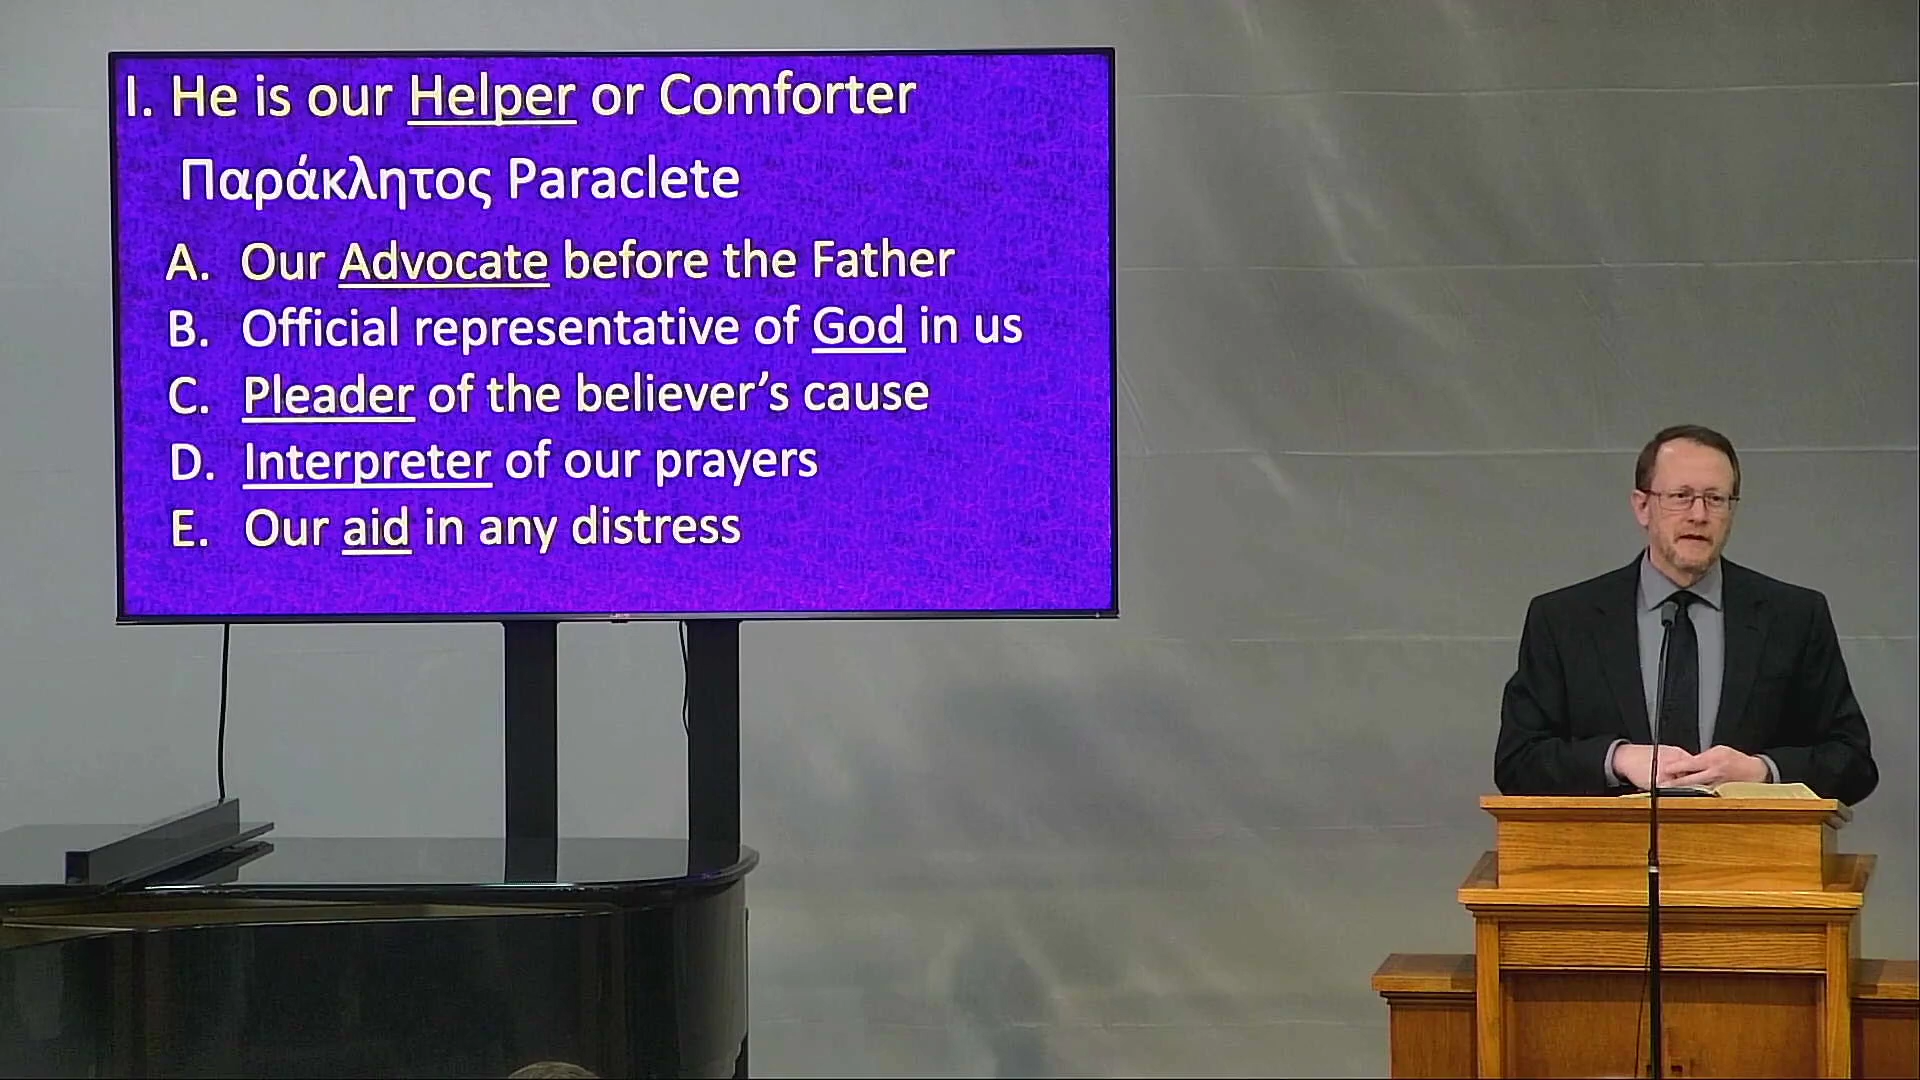 I. He is our Helper or Comforter
Παράκλητος Paraclete
A. Our Advocate before the Father
B. Official representative of God in us
C. Pleader of the believer’s cause
D. Interpreter of our prayers
E. Our aid in any distress